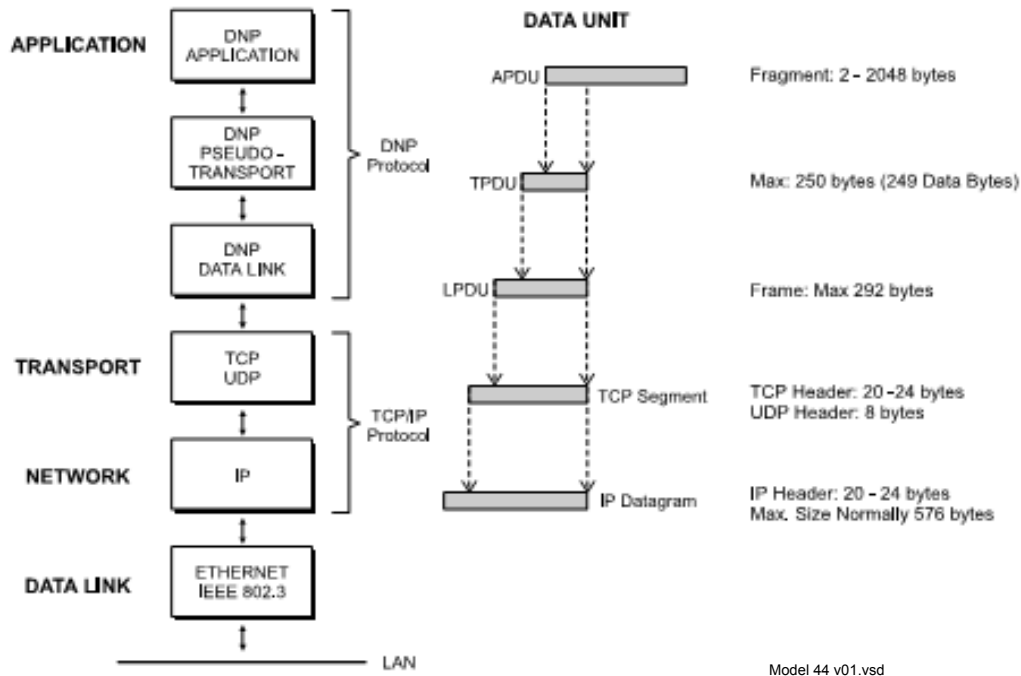 DATA UNIT
APPLICATION
DNP
APPLICATION
DNP
PSEUDO -
TRANSPORT
DNP
DATA LINK
DNP
Protocol
TRANSPORT
TCP
UDP
NETWORK
IP
TCP/IP
Protocol
DATA LINK
ETHERNET
IEEE 802.3
LAN
APDU
Fragment: 2 - 2048 bytes
TPDU
Max: 250 bytes (249 Data Bytes)
LPDU
Frame: Max 292 bytes
TCP Segment
TCP Header: 20 -24 bytes
UDP Header: 8 bytes
IP Datagram
IP Header: 20 - 24 bytes
Max. Size Normally 576 bytes
Model 44 v01.vsd